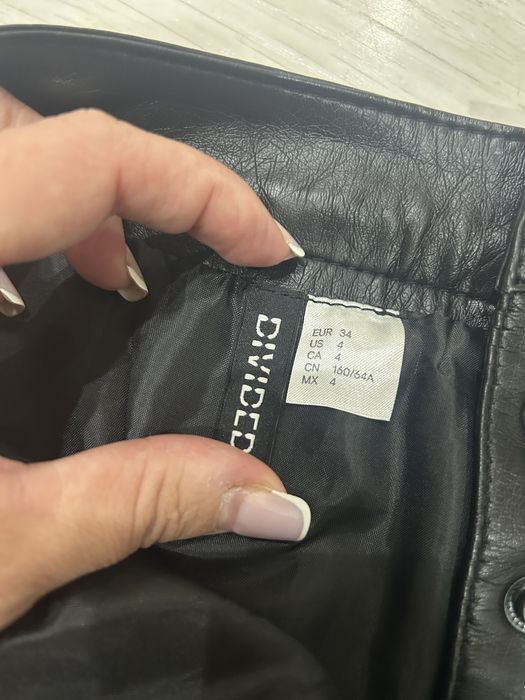 DIVIDED
EUR 34
US 4
CA 4
CN 160/64A
MX 4